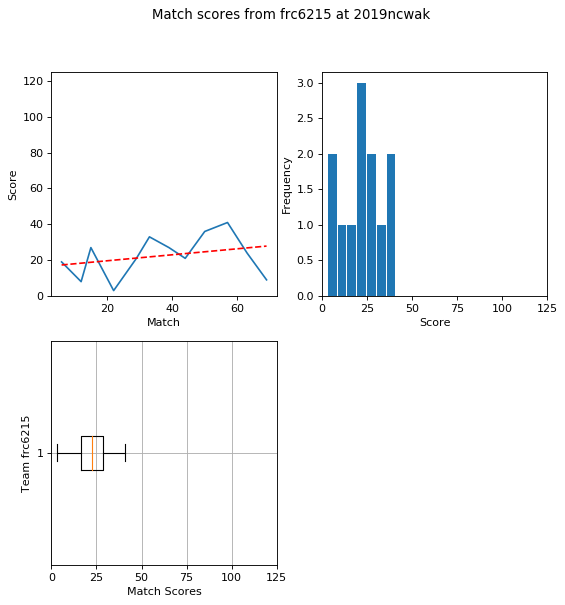 Match scores from frc6215 at 2019ncwak
120
100
80
60
40
20
0
Score
20 40 60
Match
3.0
2.5
2.0
1.5
1.0
0.5
0.0
Frequency
0 25 50 75 100 125
Score
1
Team frc6215
0 25 50 75 100 125
Match Scores